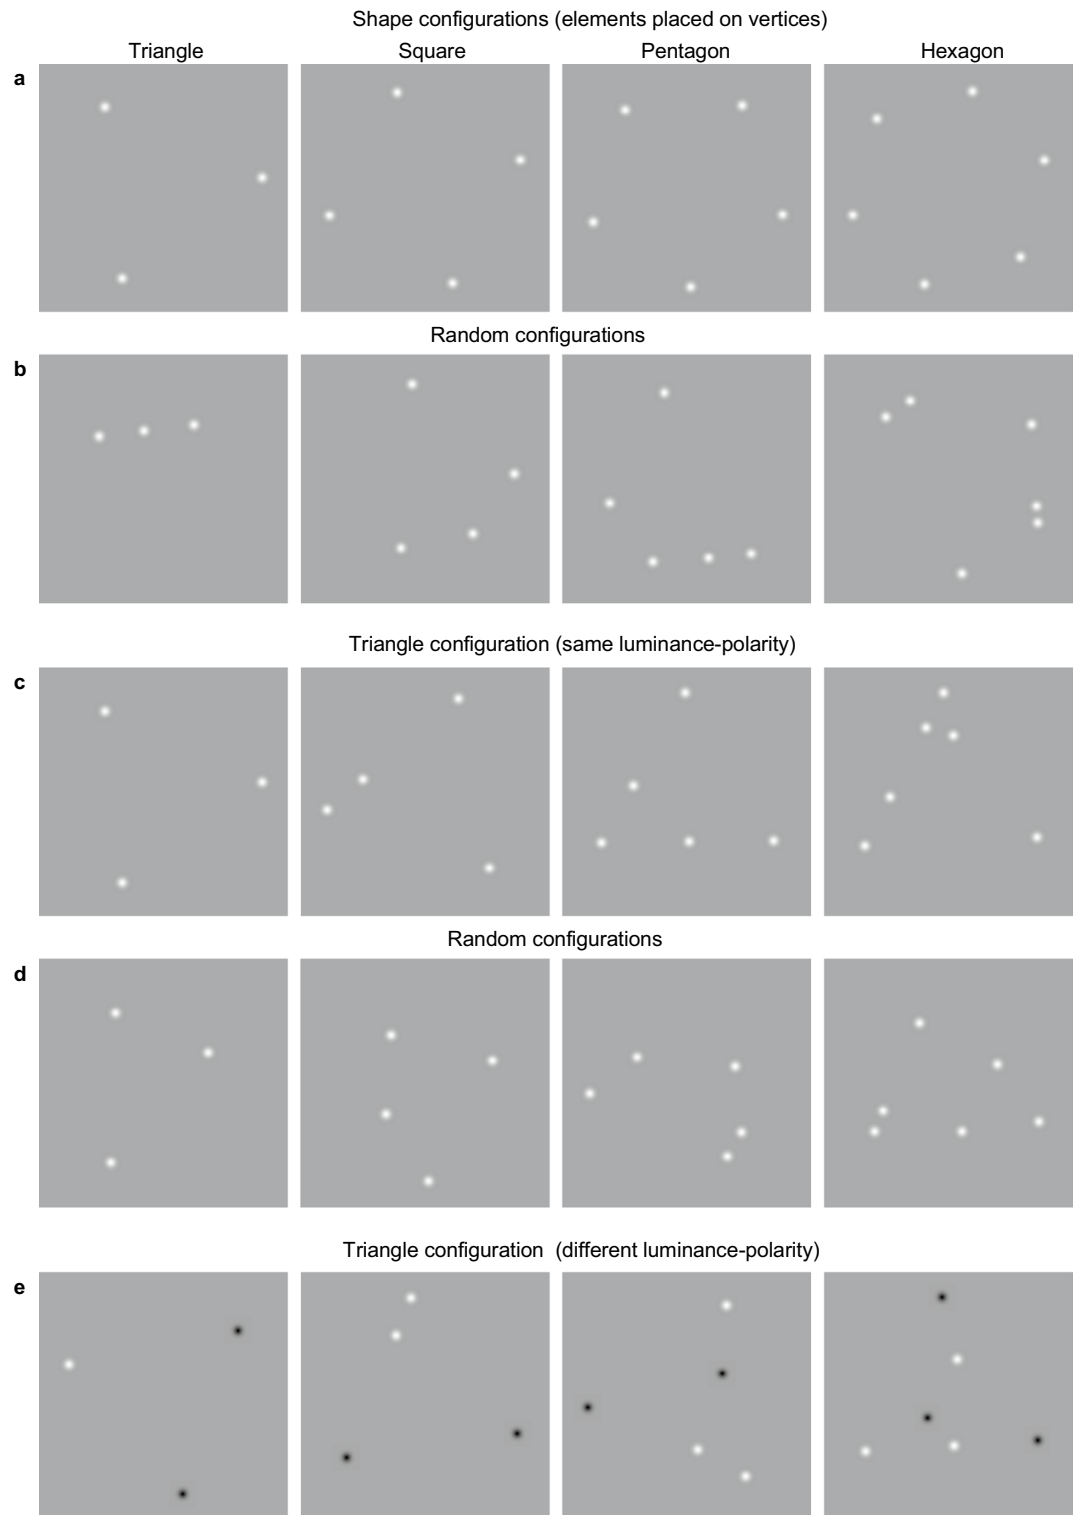 Shape configurations (elements placed on vertices)
Triangle Square Pentagon Hexagon
a
Random configurations
b
Triangle configuration (same luminance-polarity)
c
Random configurations
d
Triangle configuration (different luminance-polarity)
e